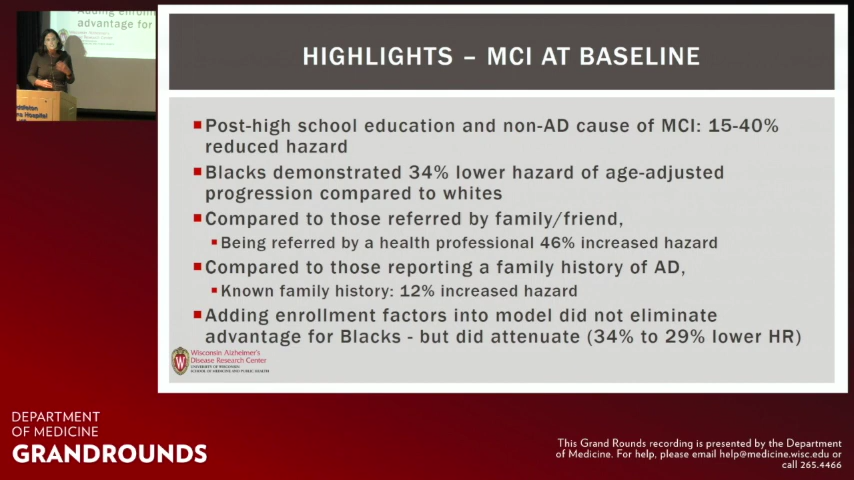 Adding enrollm
advantage for
HIGHLIGHTS – MCI AT BASELINE
▪Post-high school education and non-AD cause of MCI: 15-40%
reduced hazard
▪Blacks demonstrated 34% lower hazard of age-adjusted
progression compared to whites
▪Compared to those referred by family/friend,
▪Being referred by a health professional 46% increased hazard
▪Compared to those reporting a family history of AD,
▪Known family history: 12% increased hazard
▪Adding enrollment factors into model did not eliminate
advantage for Blacks - but did attenuate (34% to 29% lower HR)
Wisconsin Alzheimer's
Disease Research Center
UNIVERSITY OF WISCONSIN
SCHOOL OF MEDICINE AND PUBLIC HEALTH
DEPARTMENT
OF MEDICINE
GRANDROUNDS
This Grand Rounds recording is presented by the Department
of Medicine. For help, please email help@medicine.wisc.edu or
call 265.4466